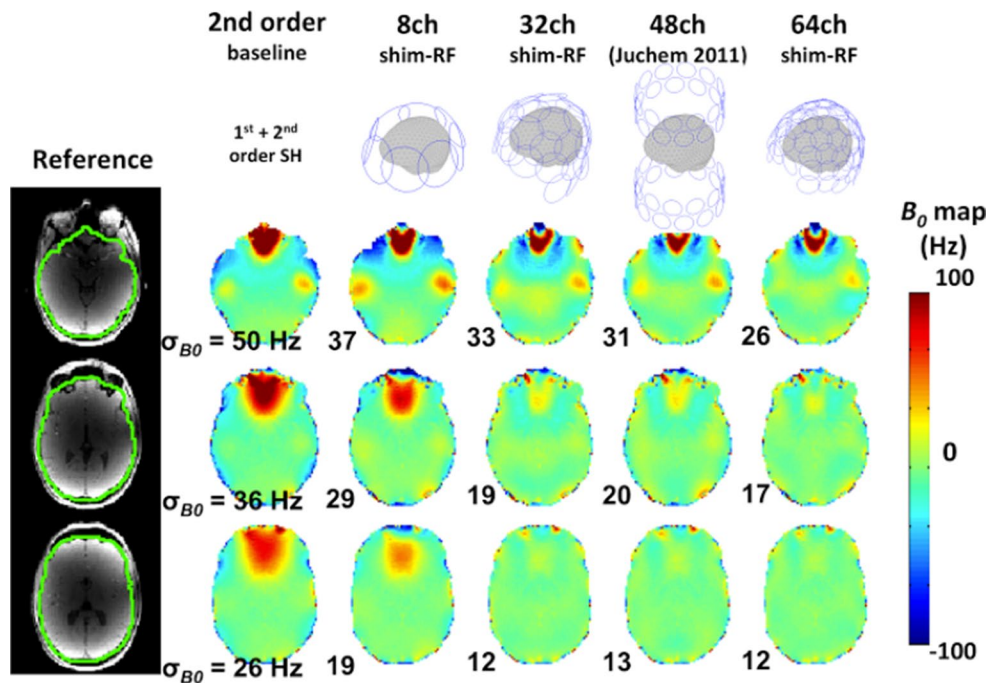 2nd order 8ch 32ch 48ch 64ch
baseline shim-RF shim-RF (Juchem 2011) shim-RF
1st + 2nd
order SH
Reference
B0 map
(Hz)
100
σB0 = 50 Hz 37 33 31 26
0
σB0 = 36 Hz 29 19 20 17
-100
σB0 = 26 Hz 19 12 13 12